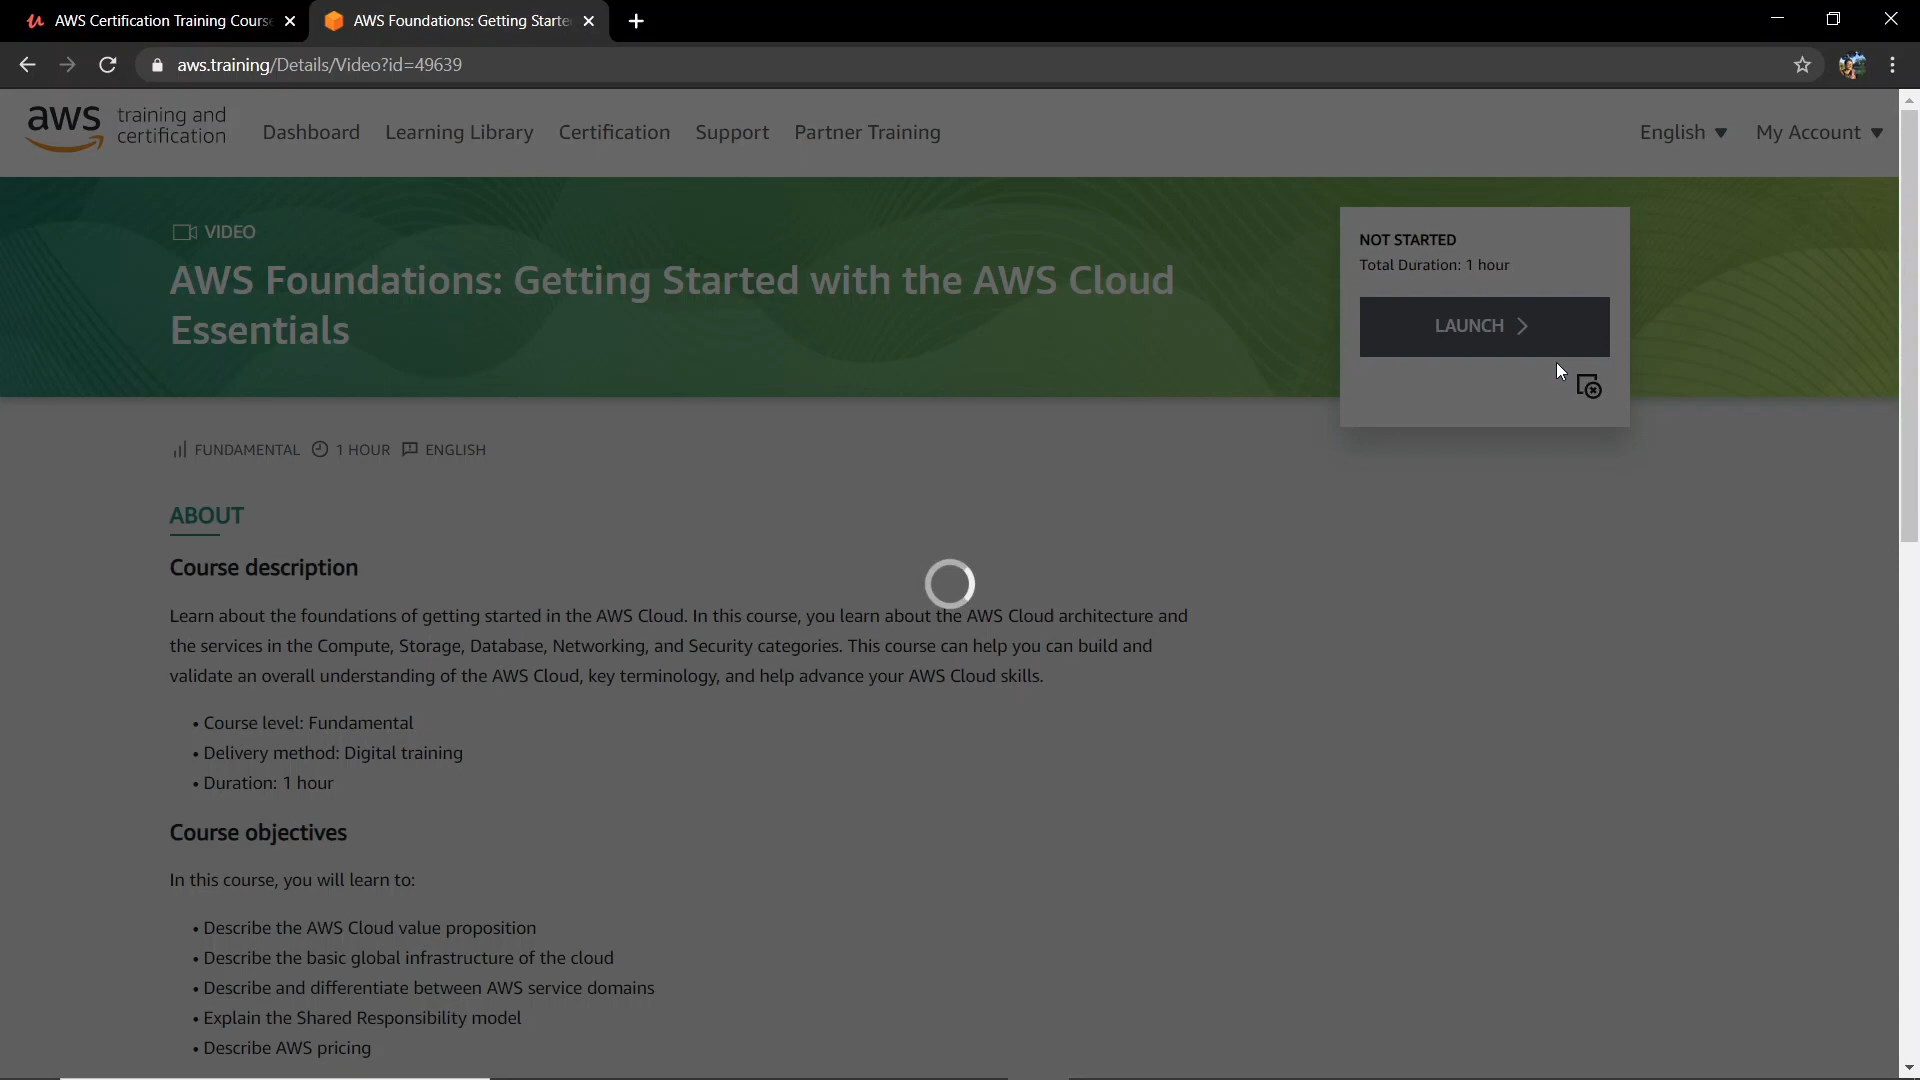 AWS Certification Training Cours
AWS Foundations: Getting Starte
aws.training/Details/Video?id=49639
aws training and certification
Dashboard
Learning Library
Certification
Support
Partner Training
English
My Account
VIDEO
AWS Foundations: Getting Started with the AWS Cloud
Essentials
NOT STARTED
Total Duration: 1 hour
LAUNCH
FUNDAMENTAL
1 HOUR
ENGLISH
ABOUT
Course description
Learn about the foundations of getting started in the AWS Cloud. In this course, you learn about the AWS Cloud architecture and
the services in the Compute, Storage, Database, Networking, and Security categories. This course can help you can build and
validate an overall understanding of the AWS Cloud, key terminology, and help advance your AWS Cloud skills.
• Course level: Fundamental
• Delivery method: Digital training
• Duration: 1 hour
Course objectives
In this course, you will learn to:
• Describe the AWS Cloud value proposition
• Describe the basic global infrastructure of the cloud
• Describe and differentiate between AWS service domains
• Explain the Shared Responsibility model
• Describe AWS pricing